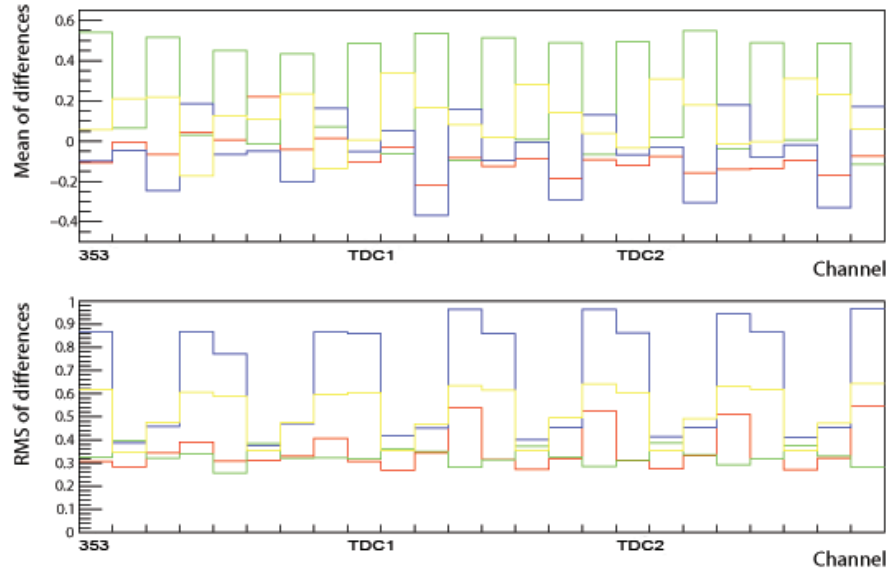 Mean of differences
0.6
0.4
0.2
0
−0.2
−0.4
353 TDC1 TDC2
Channel
RMS of differences
1
0.9
0.8
0.7
0.6
0.5
0.4
0.3
0.2
0.1
0
353 TDC1 TDC2
Channel